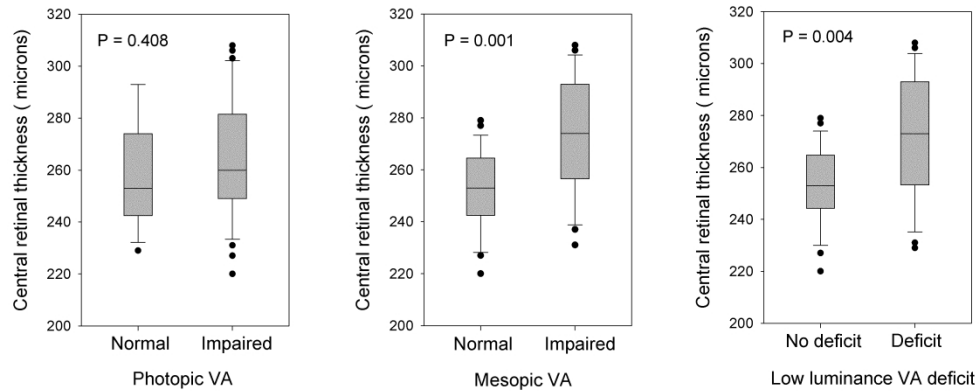 Central retinal thickness ( microns)
320
300
280
260
240
220
200
P = 0.408
Normal
Impaired
Photopic VA
Central retinal thickness ( microns)
320
300
280
260
240
220
200
P = 0.001
Normal
Impaired
Mesopic VA
Central retinal thickness ( microns)
320
300
280
260
240
220
200
P = 0.004
No deficit
Deficit
Low luminance VA deficit